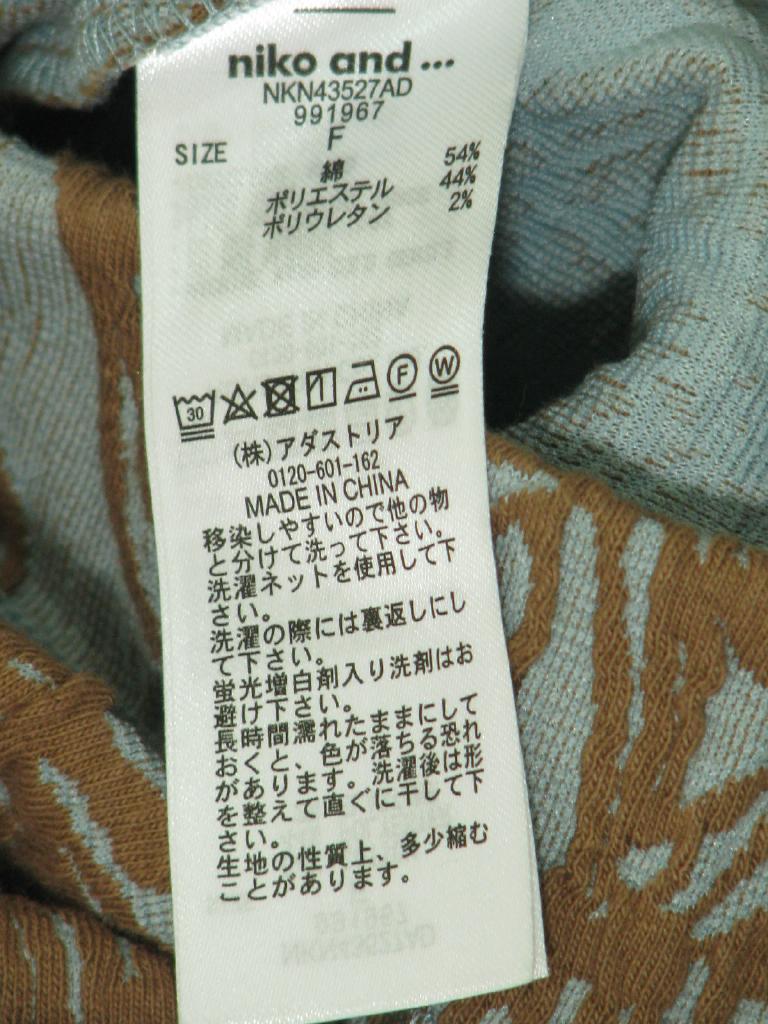 niko and ...
NKN43527AD
991967
F
SIZE
綿 54%
ポリエステル 44%
ポリウレタン 2%
30 F W
(株)アダストリア
0120-601-162
MADE IN CHINA
移染しやすいので他の物
と分けて洗って下さい。
洗濯ネットを使用して下
さい。
洗濯の際には裏返しにし
て下さい。
蛍光増白剤入り洗剤はお
避け下さい。
長時間濡れたままにして
おくと、色が落ちる恐れ
があります。洗濯後は形
を整えて直ぐに干して下
さい。
生地の性質上、多少縮む
ことがあります。